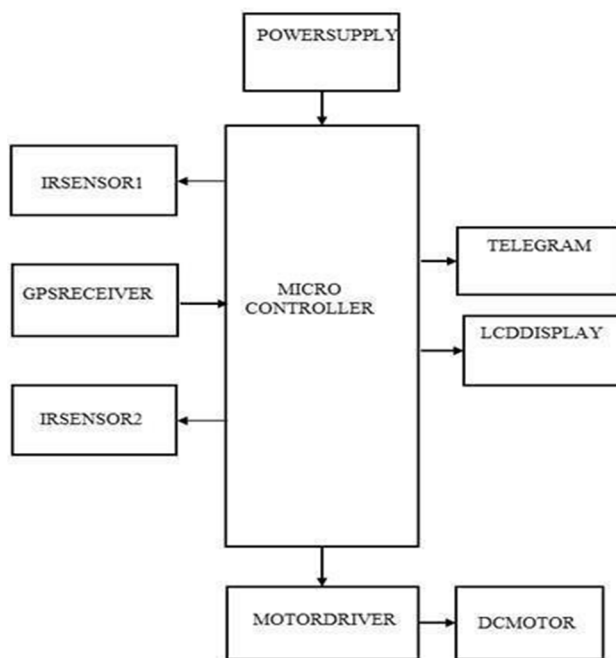 POWERSUPPLY
IRSENSOR1
TELEGRAM
GPSRECEIVER
MICRO
CONTROLLER
LCDDISPLAY
IRSENSOR2
MOTORDRIVER
DCMOTOR